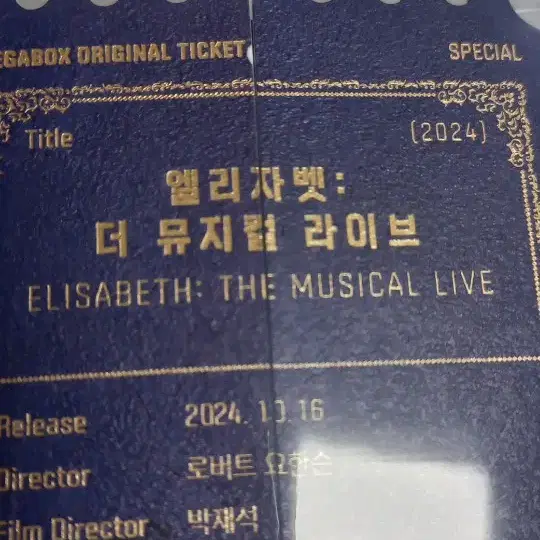 EGABOX ORIGINAL TICKET SPECIAL
Title (2024)
엘리자벳:
더 뮤지컬 라이브
ELISABETH: THE MUSICAL LIVE
Release 2024.10.16
Director 로버트 요한슨
Film Director 박재석